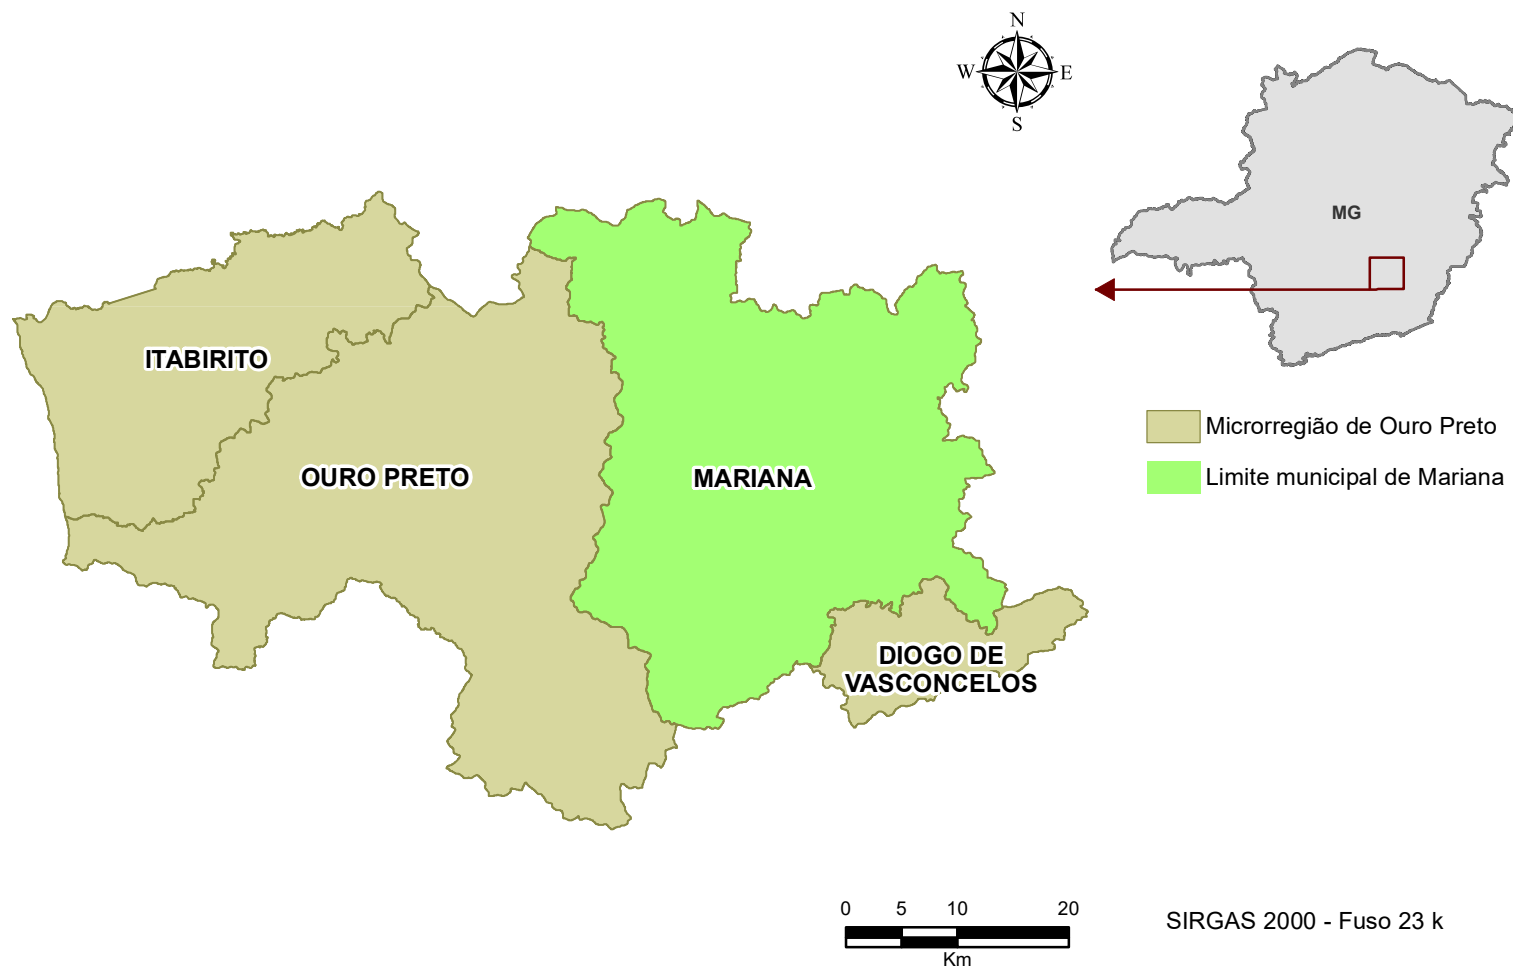 N
W E
S
MG
ITABIRITO
OURO PRETO
MARIANA
DIOGO DE
VASCONCELOS
Microrregião de Ouro Preto
Limite municipal de Mariana
0 5 10 20
Km
SIRGAS 2000 - Fuso 23 k